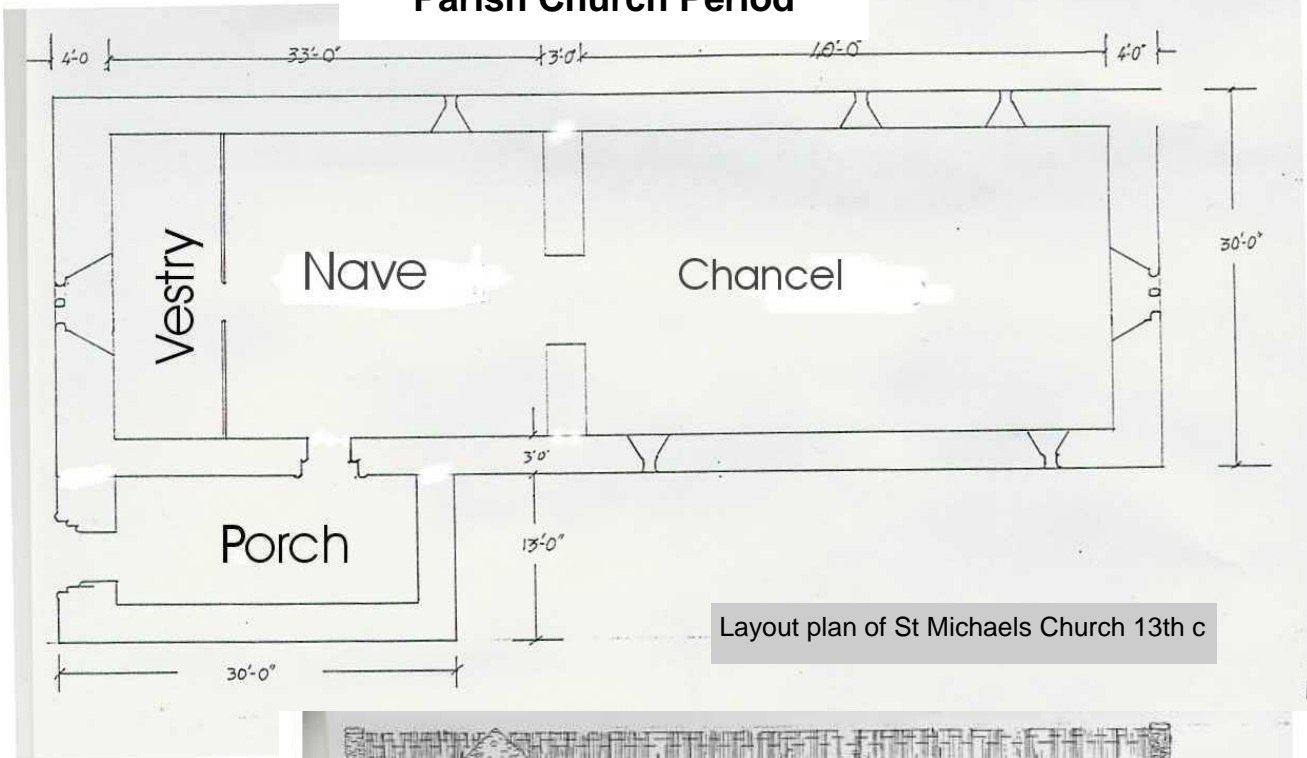 Parish Church Period
4'-0 33'-0" 3'-0" 40'-0" 4'-0"
30'-0"
Vestry
Nave
Chancel
3'0"
Porch
13'-0"
Layout plan of St Michaels Church 13th c
30'-0"